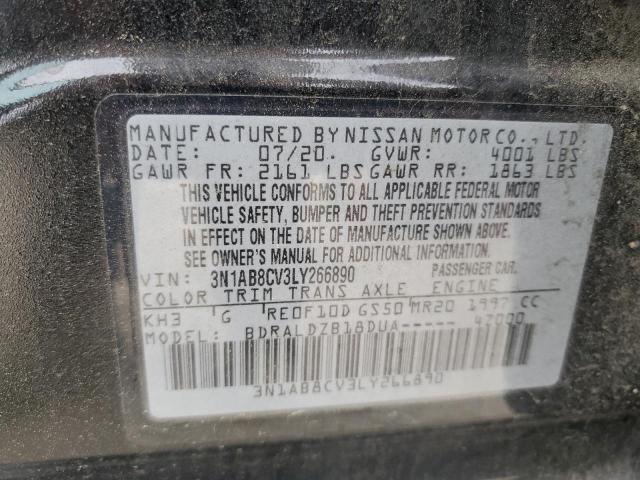 MANUFACTURED BY NISSAN MOTOR CO., LTD.
DATE: 07/20. GVWR: 4001 LBS
GAWR FR: 2161 LBS GAWR RR: 1863 LBS
THIS VEHICLE CONFORMS TO ALL APPLICABLE FEDERAL MOTOR
VEHICLE SAFETY, BUMPER AND THEFT PREVENTION STANDARDS
IN EFFECT ON THE DATE OF MANUFACTURE SHOWN ABOVE.
SEE OWNER'S MANUAL FOR ADDITIONAL INFORMATION.
VIN: 3N1AB8CV3LY266890 PASSENGER CAR.
COLOR TRIM TRANS AXLE ENGINE
KH3 G RE0F10D GS50 MR20 1997 CC
MODEL: BDRALDZB18DUA----- 47000
3N1AB8CV3LY266890